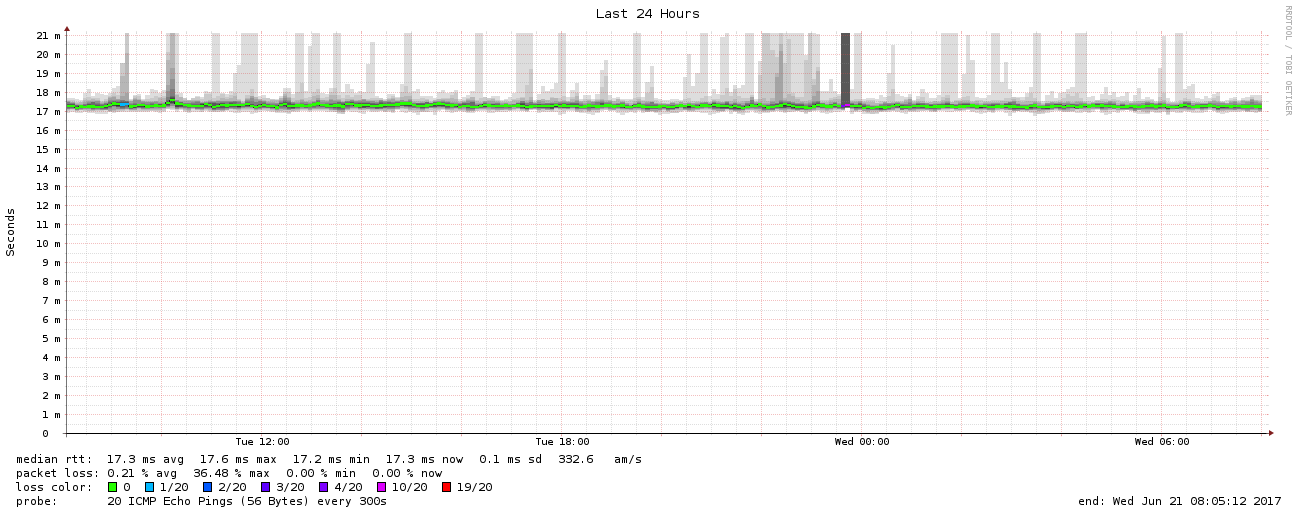 Last 24 Hours
RRDTOOL / TOBI OETIKER
Seconds
21 m
20 m
19 m
18 m
17 m
16 m
15 m
14 m
13 m
12 m
11 m
10 m
9 m
8 m
7 m
6 m
5 m
4 m
3 m
2 m
1 m
0
Tue 12:00 Tue 18:00 Wed 00:00 Wed 06:00
median rtt: 17.3 ms avg 17.6 ms max 17.2 ms min 17.3 ms now 0.1 ms sd 332.6 am/s
packet loss: 0.21 % avg 36.48 % max 0.00 % min 0.00 % now
loss color: 0 1/20 2/20 3/20 4/20 10/20 19/20
probe: 20 ICMP Echo Pings (56 Bytes) every 300s end: Wed Jun 21 08:05:12 2017